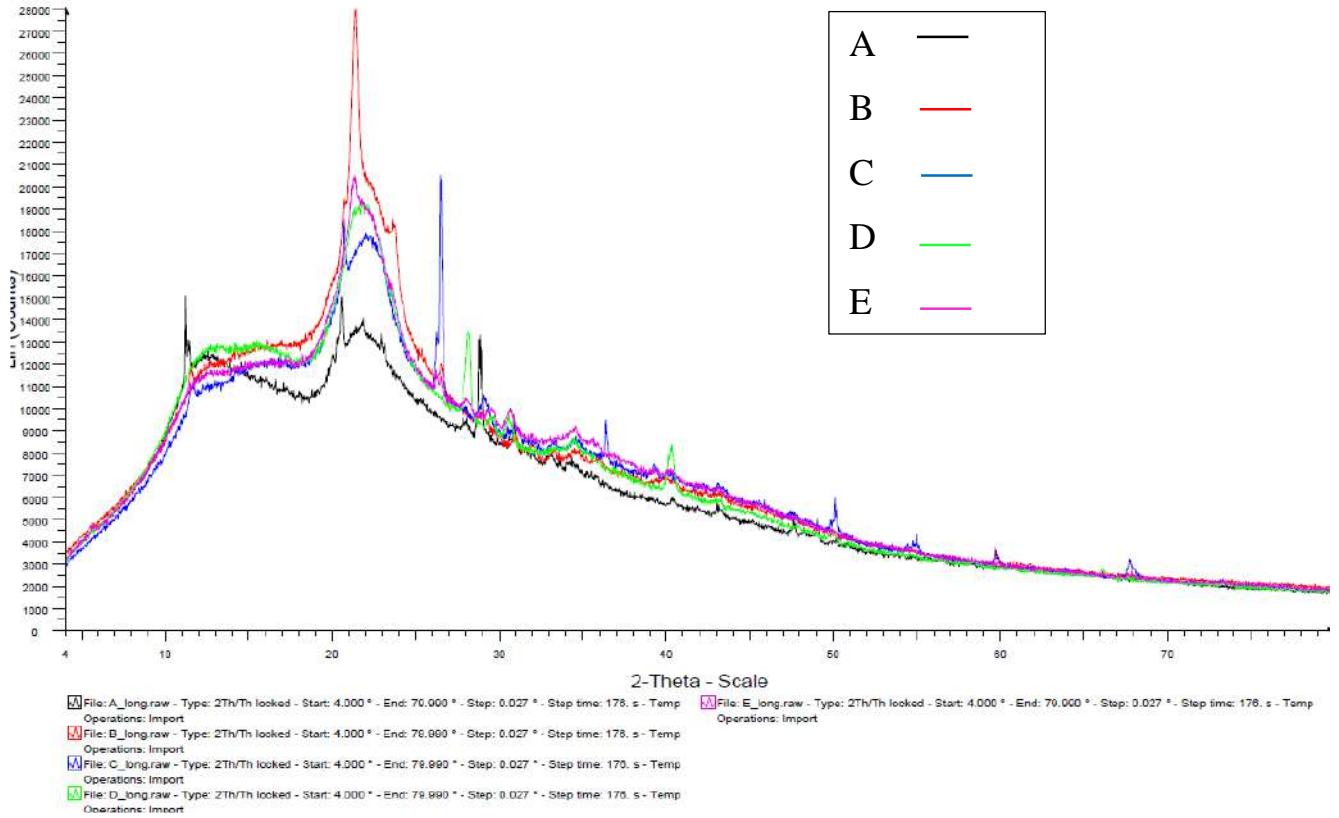 28000
27000
26000
25000
24000
23000
22000
21000
20000
19000
18000
17000
16000
15000
14000
13000
12000
11000
10000
9000
8000
7000
6000
5000
4000
3000
2000
1000
0
Lin (Counts)
A
B
C
D
E
4 10 20 30 40 50 60 70 80
2-Theta - Scale
File: A_long.raw - Type: 2Th/Th locked - Start: 4.000 ° - End: 79.990 ° - Step: 0.027 ° - Step time: 176. s - Temp
Operations: Import
File: B_long.raw - Type: 2Th/Th locked - Start: 4.000 ° - End: 79.990 ° - Step: 0.027 ° - Step time: 176. s - Temp
Operations: Import
File: C_long.raw - Type: 2Th/Th locked - Start: 4.000 ° - End: 79.990 ° - Step: 0.027 ° - Step time: 176. s - Temp
Operations: Import
File: D_long.raw - Type: 2Th/Th locked - Start: 4.000 ° - End: 79.990 ° - Step: 0.027 ° - Step time: 176. s - Temp
Operations: Import
File: E_long.raw - Type: 2Th/Th locked - Start: 4.000 ° - End: 79.990 ° - Step: 0.027 ° - Step time: 176. s - Temp
Operations: Import